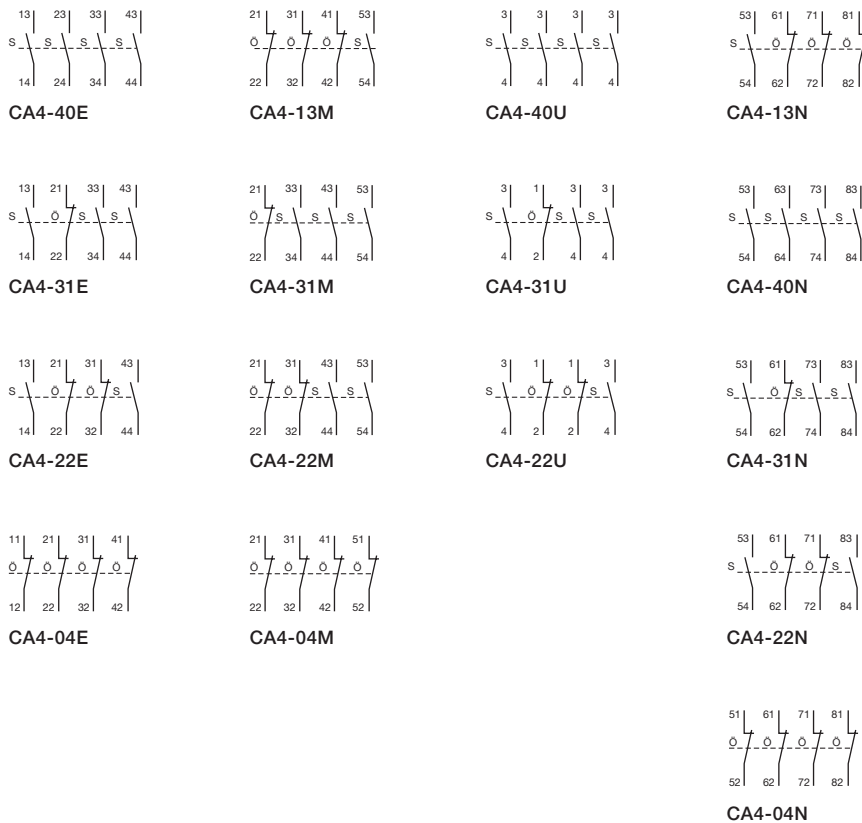 13 23 33 43
S S S S
14 24 34 44
CA4-40E
21 31 41 53
Ö Ö Ö S
22 32 42 54
CA4-13M
3 3 3 3
S S S S
4 4 4 4
CA4-40U
53 61 71 81
S Ö Ö Ö
54 62 72 82
CA4-13N
13 21 33 43
S Ö S S
14 22 34 44
CA4-31E
21 33 43 53
Ö S S S
22 34 44 54
CA4-31M
3 1 3 3
S Ö S S
4 2 4 4
CA4-31U
53 63 73 83
S S S S
54 64 74 84
CA4-40N
13 21 31 43
S Ö Ö S
14 22 32 44
CA4-22E
21 31 43 53
Ö Ö S S
22 32 44 54
CA4-22M
3 1 1 3
S Ö Ö S
4 2 2 4
CA4-22U
53 61 73 83
S Ö S S
54 62 74 84
CA4-31N
11 21 31 41
Ö Ö Ö Ö
12 22 32 42
CA4-04E
21 31 41 51
Ö Ö Ö Ö
22 32 42 52
CA4-04M
53 61 71 83
S Ö Ö S
54 62 72 84
CA4-22N
51 61 71 81
Ö Ö Ö Ö
52 62 72 82
CA4-04N